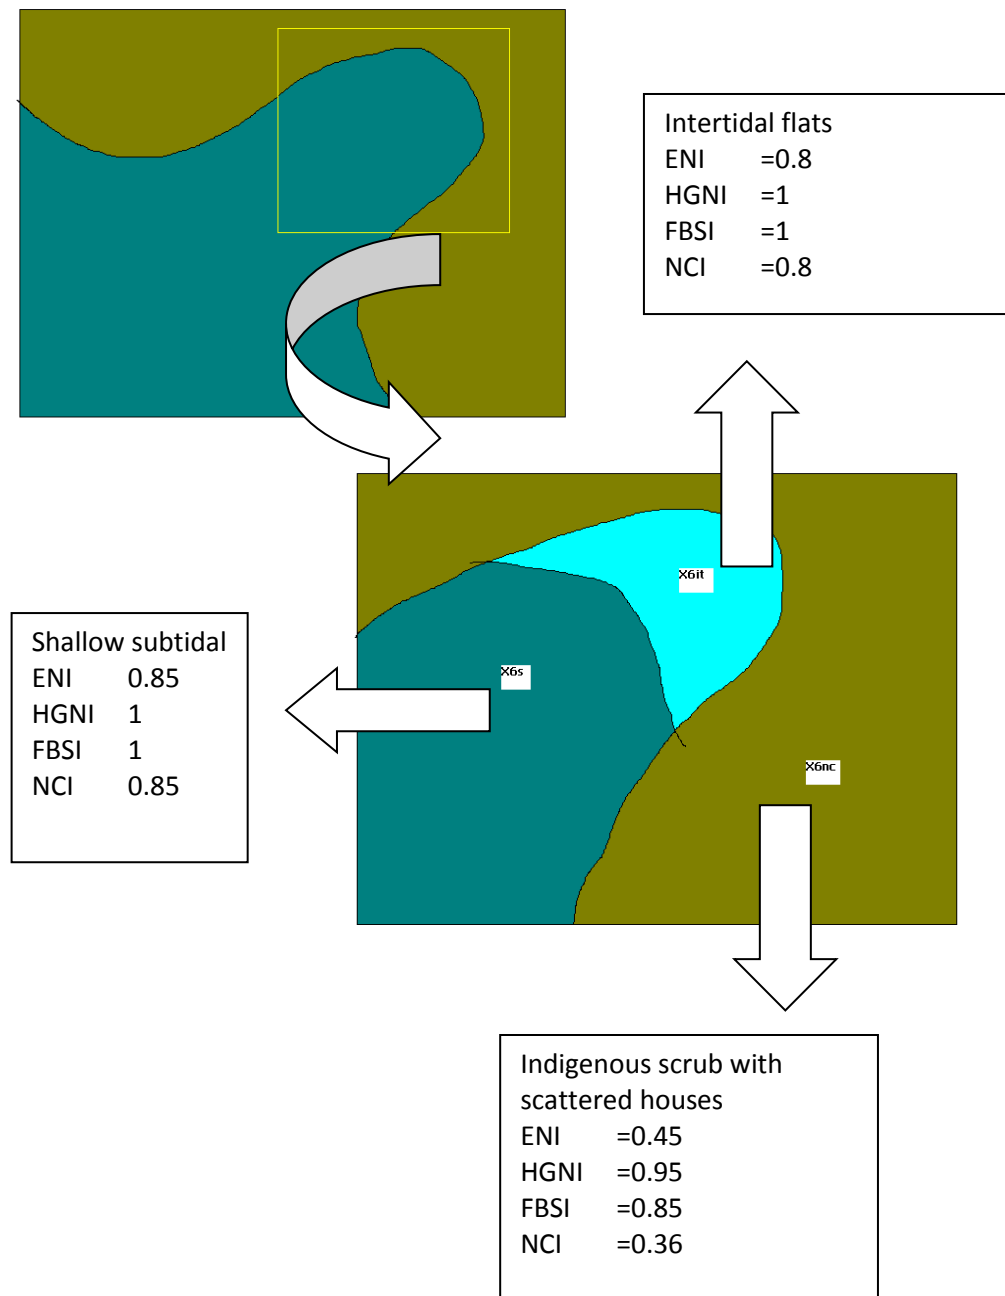 Intertidal flats
ENI =0.8
HGNI =1
FBSI =1
NCI =0.8
X6it
Shallow subtidal
ENI 0.85
HGNI 1
FBSI 1
NCI 0.85
X6s
X6nc
Indigenous scrub with
scattered houses
ENI =0.45
HGNI =0.95
FBSI =0.85
NCI =0.36